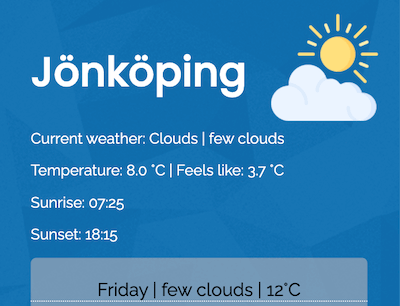 Jönköping
Current weather: Clouds | few clouds
Temperature: 8.0 °C | Feels like: 3.7 °C
Sunrise: 07:25
Sunset: 18:15
Friday | few clouds | 12°C